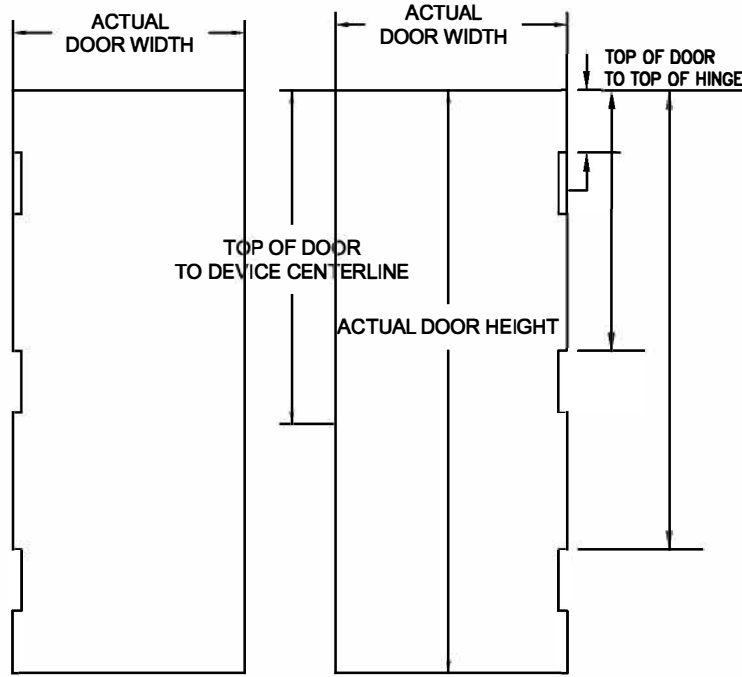 ACTUAL
DOOR WIDTH
ACTUAL
DOOR WIDTH
TOP OF DOOR
TO TOP OF HINGE
TOP OF DOOR
TO DEVICE CENTERLINE
ACTUAL DOOR HEIGHT